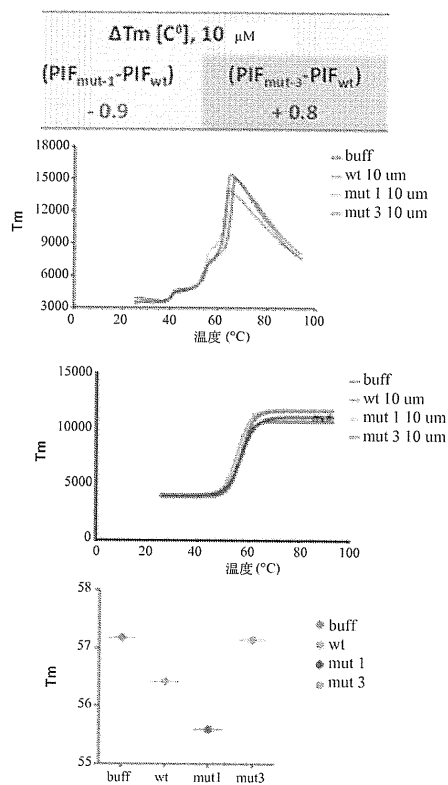 ΔTm [C⁰], 10 μM
(PIFmut-1-PIFwt) (PIFmut-3-PIFwt)
- 0.9 + 0.8
18000
15000
12000
9000
6000
3000
Tm
0 20 40 60 80 100
温度 (°C)
buff
wt 10 um
mut 1 10 um
mut 3 10 um
15000
10000
5000
0
Tm
0 20 40 60 80 100
温度 (°C)
buff
wt 10 um
mut 1 10 um
mut 3 10 um
58
57
56
55
Tm
buff wt mut1 mut3
buff
wt
mut 1
mut 3